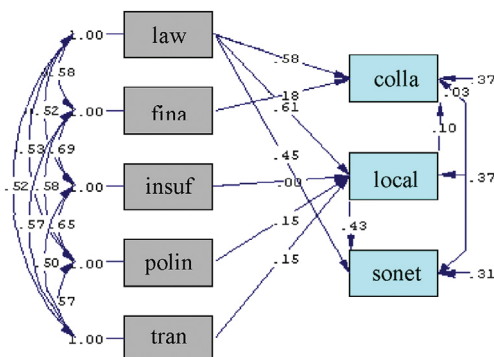 1.00 law .58 colla .37
.58 .18 .03
1.00 fina .61
.52 .10
.53 .69 .45
.52 1.00 .58 insuf .00 local .37
.57 .65 .15 .43
1.00 .50 polin .15 sonet .31
.57
1.00 tran